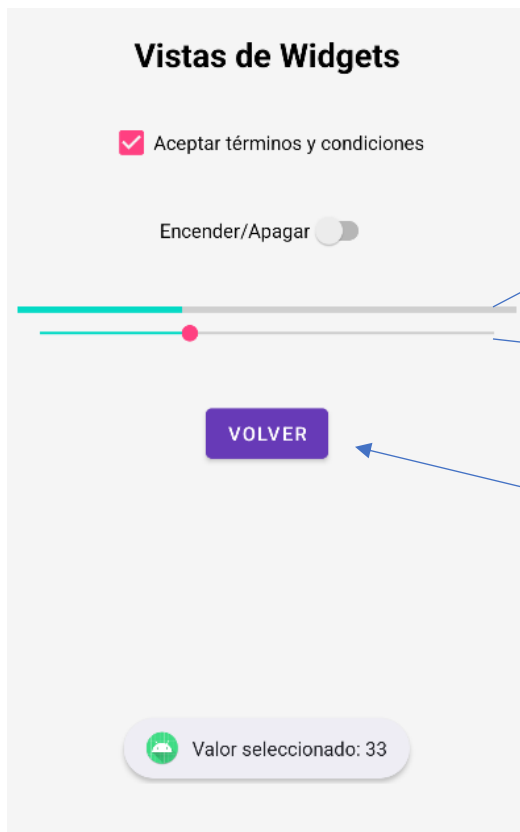 Vistas de Widgets
Aceptar términos y condiciones
Encender/Apagar
VOLVER
Valor seleccionado: 33